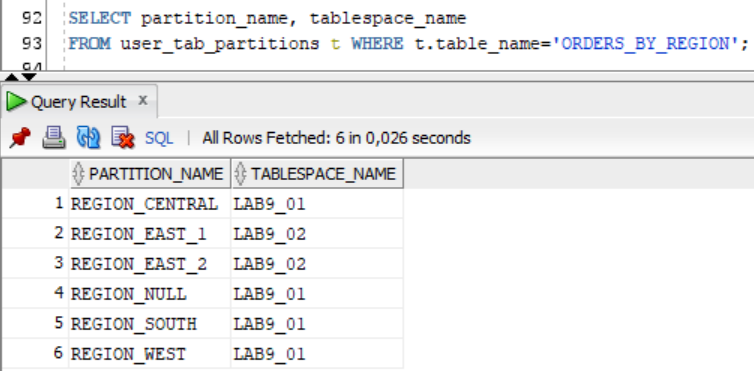 92 SELECT partition_name, tablespace_name
93 FROM user_tab_partitions t WHERE t.table_name='ORDERS_BY_REGION';
94
Query Result x
SQL | All Rows Fetched: 6 in 0,026 seconds
PARTITION_NAME TABLESPACE_NAME
1 REGION_CENTRAL LAB9_01
2 REGION_EAST_1 LAB9_02
3 REGION_EAST_2 LAB9_02
4 REGION_NULL LAB9_01
5 REGION_SOUTH LAB9_01
6 REGION_WEST LAB9_01